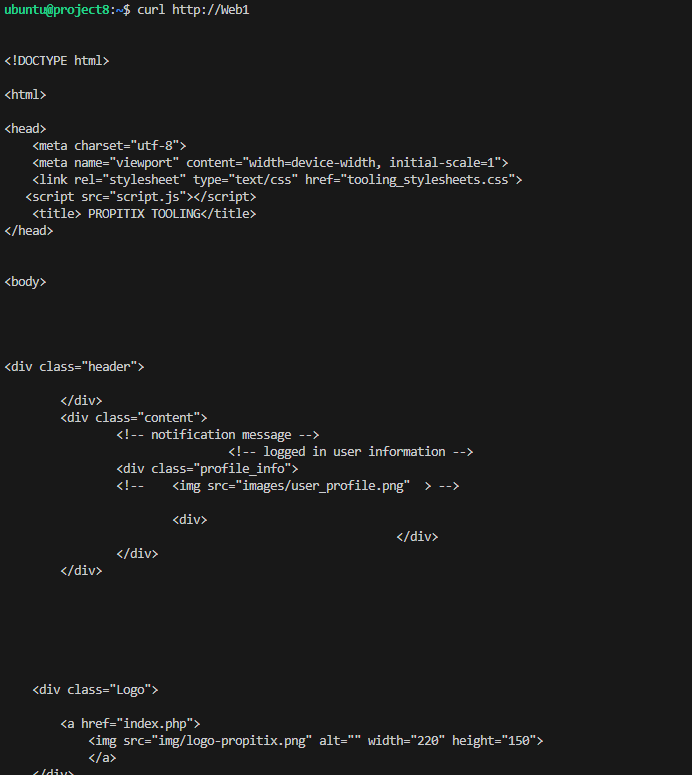 ubuntu@project8:~$ curl http://Web1
<!DOCTYPE html>
<html>
<head>
    <meta charset="utf-8">
    <meta name="viewport" content="width=device-width, initial-scale=1">
    <link rel="stylesheet" type="text/css" href="tooling_stylesheets.css">
   <script src="script.js"></script>
    <title> PROPITIX TOOLING</title>
</head>
<body>
<div class="header">
        </div>
        <div class="content">
                <!-- notification message -->
                                <!-- logged in user information -->
                <div class="profile_info">
                <!--    <img src="images/user_profile.png"  > -->
                        <div>
                                                        </div>
                </div>
        </div>
    <div class="Logo">
        <a href="index.php">
            <img src="img/logo-propitix.png" alt="" width="220" height="150">
            </a>
    </div>